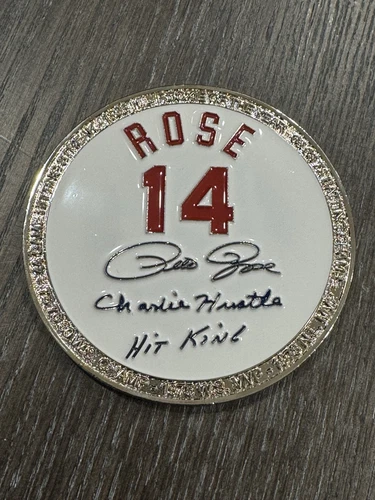 ROSE
14
Pete Rose
Charlie Hustle
Hit King